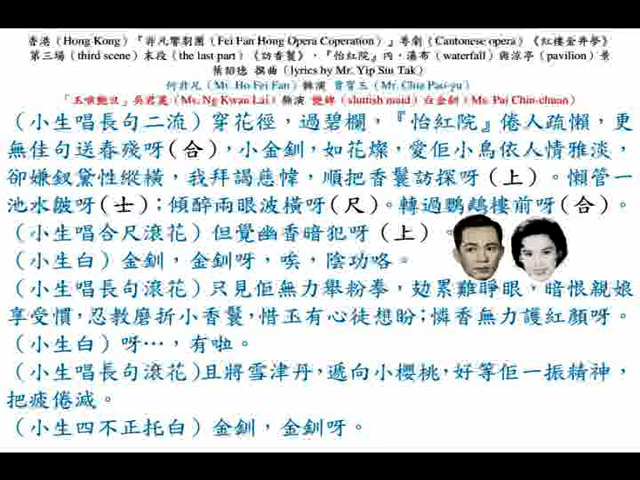 香港（Hong Kong）『非凡響劇團（Fei Fan Hong Opera Coperation）』粵劇（Cantonese opera）《紅樓金井夢》
第三場（third scene）末段（the last part）《訪香鬟》，『怡紅院』內，瀑布（waterfall）與涼亭（pavilion）景
葉紹德 撰曲（lyrics by Mr. Yip Siu Tak）
何非凡（Mr. Ho Fei Fan）飾演 賈寶玉（Mr. Chia Pao-yu）
「玉喉艷旦」吳君麗（Ms. Ng Kwan Lai）飾演 艷婢（sluttish maid）白金釧（Ms. Pai Chin-chuan）
（小生唱長句二流）穿花徑，過碧欄，『怡紅院』倦人疏懶，更
無佳句送春殘呀（合），小金釧，如花燦，愛佢小鳥依人情雅淡，
卻嫌釵黛性縱橫，我拜謁慈幃，順把香鬟訪探呀（上）。懶管一
池水皺呀（士）；傾醉兩眼波橫呀（尺）。轉過鸚鵡樓前呀（合）。
（小生唱合尺滾花）但覺幽香暗犯呀（上）。
（小生白）金釧，金釧呀，唉，陰功咯。
（小生唱長句滾花）只見佢無力舉粉拳，攰累難睜眼，暗恨親娘
享受慣，忍教磨折小香鬟，惜玉有心徒想盼；憐香無力護紅顏呀。
（小生白）呀…，有啦。
（小生唱長句滾花）且將雪津丹，遞向小櫻桃，好等佢一振精神，
把疲倦減。
（小生四不正托白）金釧，金釧呀。